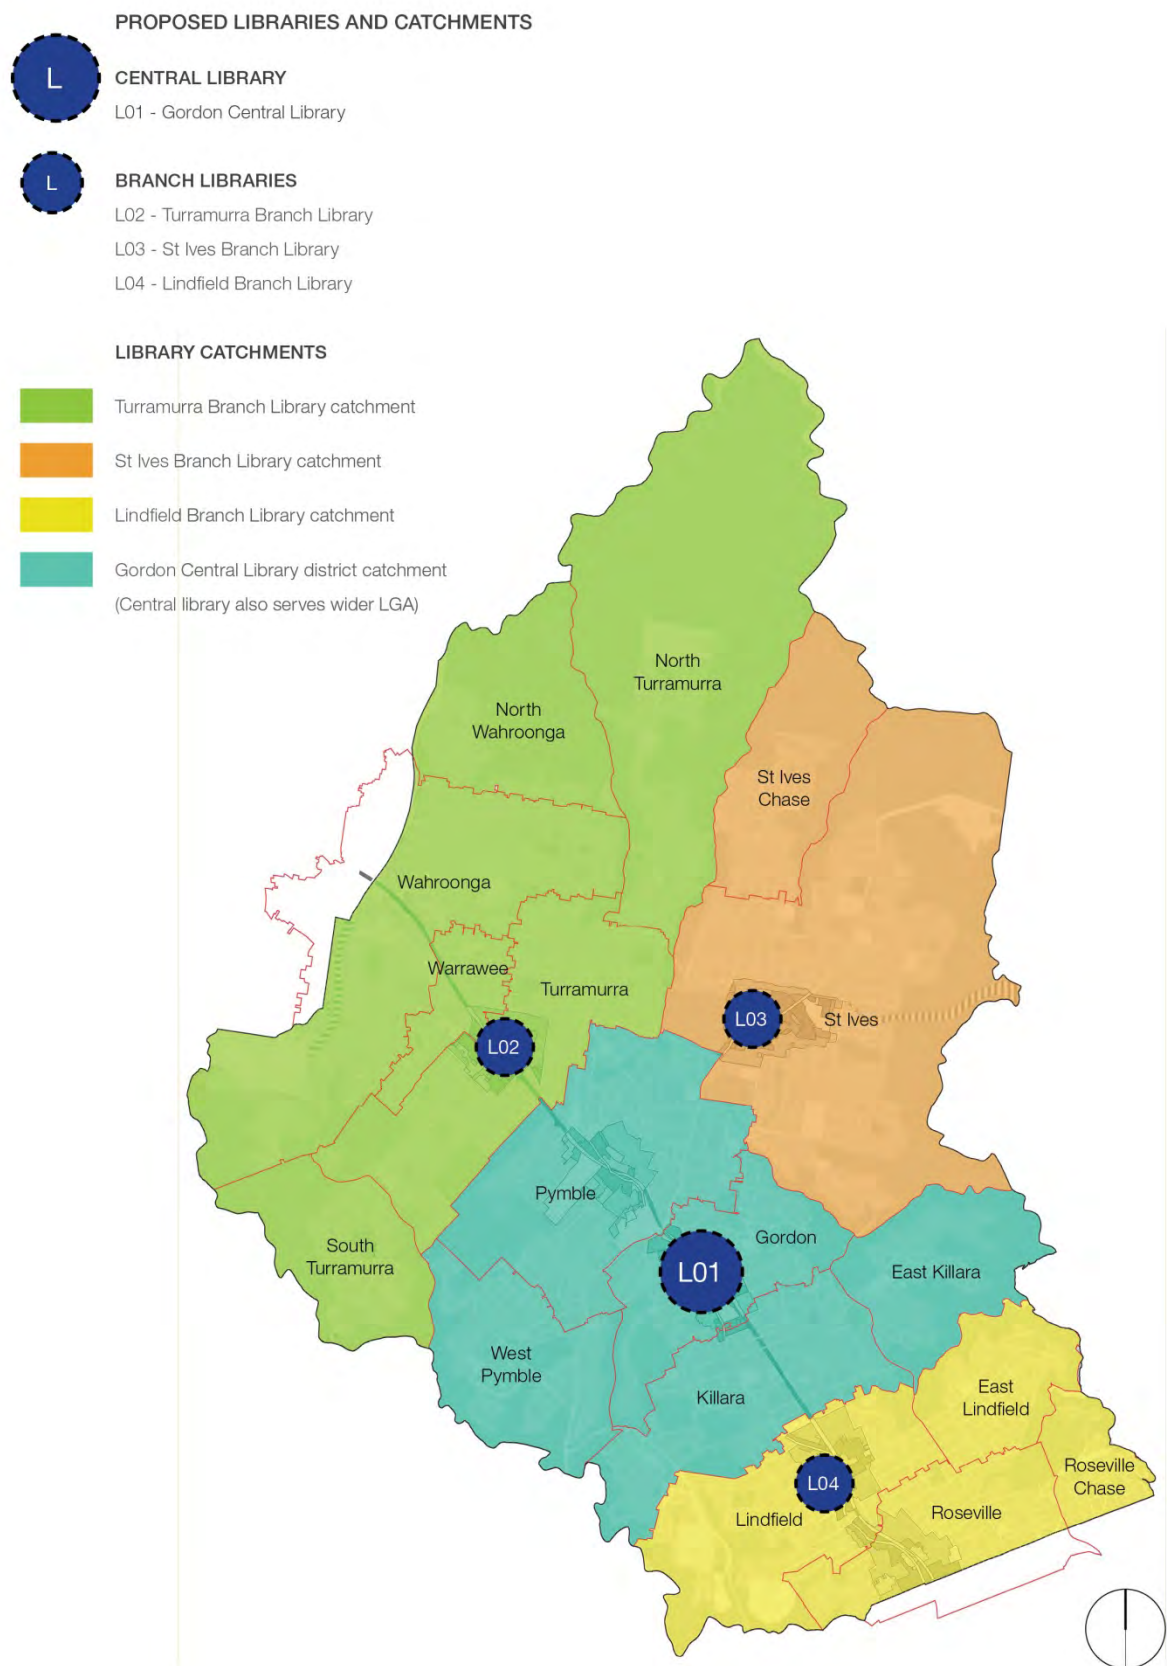 PROPOSED LIBRARIES AND CATCHMENTS
L
CENTRAL LIBRARY
L01 - Gordon Central Library
L
BRANCH LIBRARIES
L02 - Turramurra Branch Library
L03 - St Ives Branch Library
L04 - Lindfield Branch Library
LIBRARY CATCHMENTS
Turramurra Branch Library catchment
St Ives Branch Library catchment
Lindfield Branch Library catchment
Gordon Central Library district catchment
(Central library also serves wider LGA)
North
Turramurra
North
Wahroonga
St Ives
Chase
Wahroonga
Warrawee
Turramurra
L03
St Ives
L02
Pymble
Gordon
South
Turramurra
L01
East Killara
West
Pymble
Killara
East
Lindfield
Roseville
Chase
L04
Lindfield
Roseville